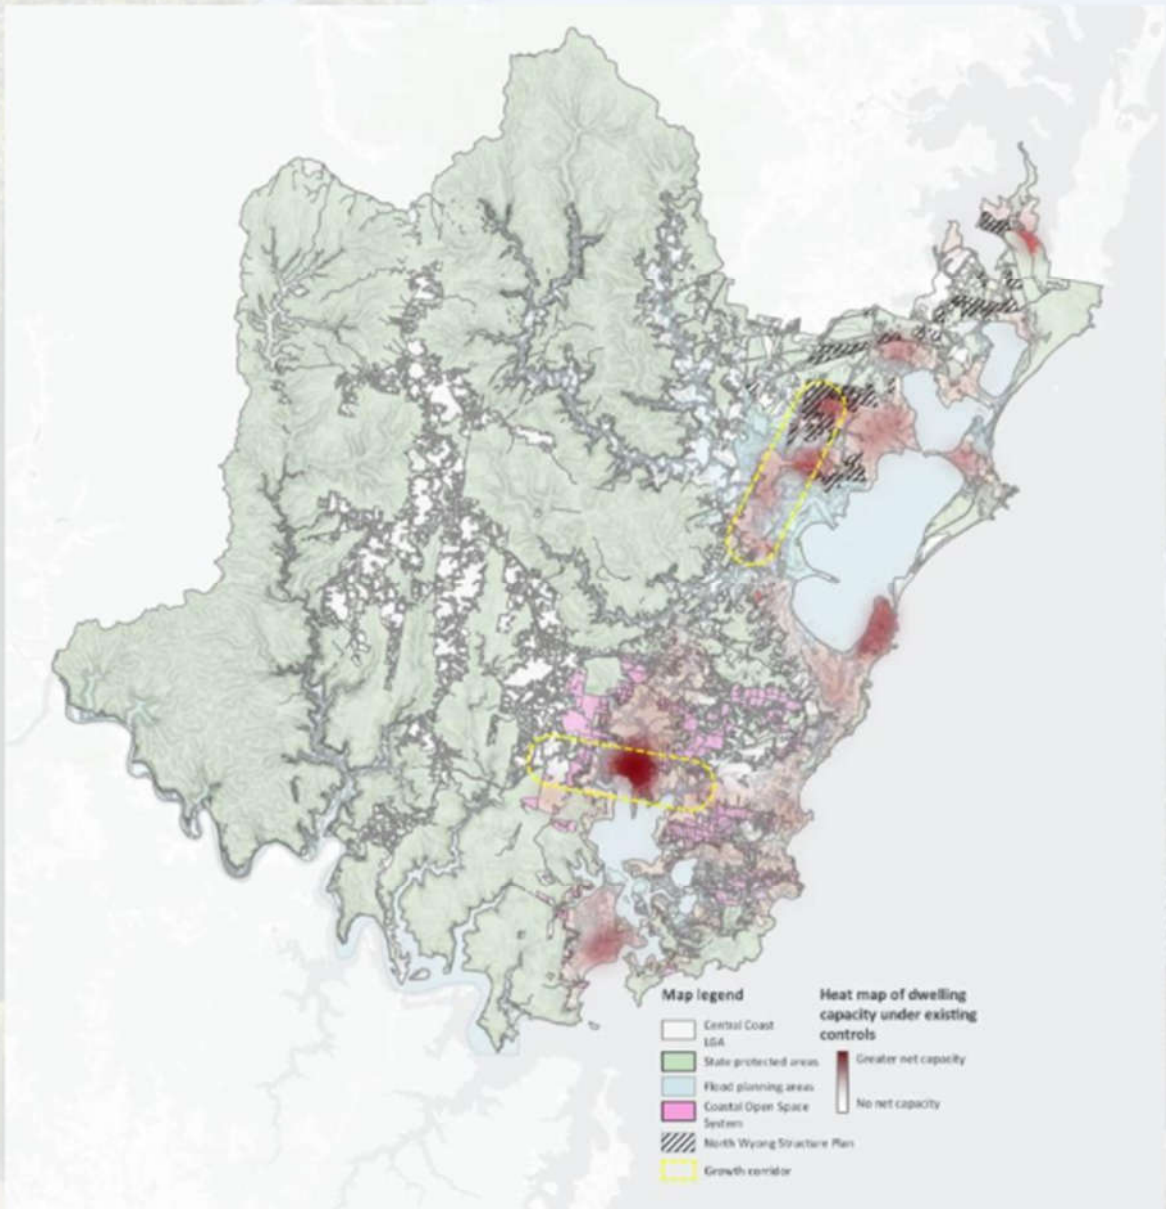 Map legend
Central Coast
LGA
State protected areas
Flood planning areas
Coastal Open Space
System
North Wyong Structure Plan
Growth corridor
Heat map of dwelling
capacity under existing
controls
Greater net capacity
No net capacity